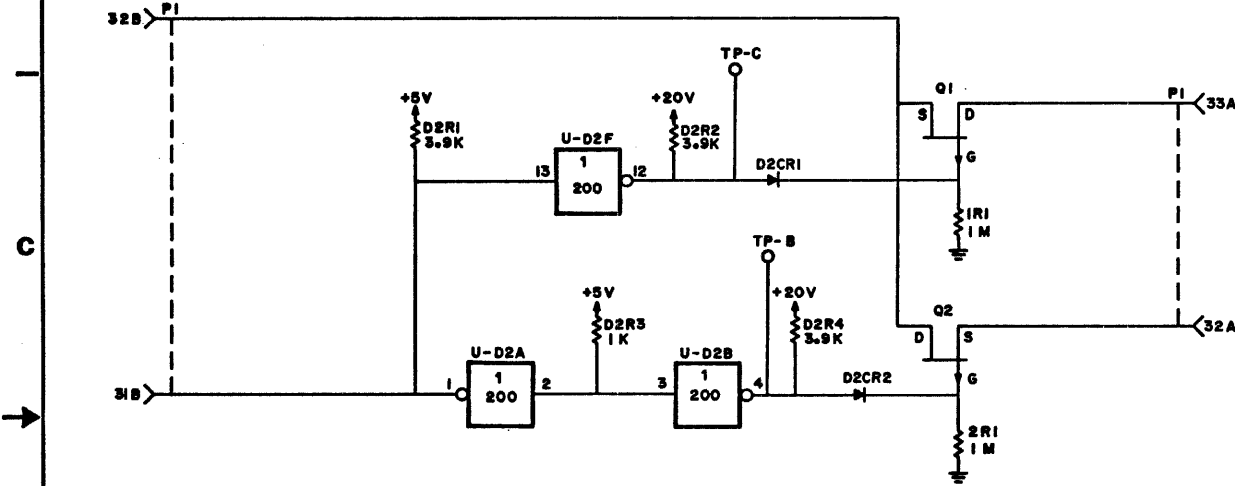 32B P1
TP-C
Q1
P1
33A
S D
+5V
D2R1
3.9K
+20V
D2R2
3.9K
U-D2F
13 1 12
200
D2CR1
G
1R1
1M
C
TP-B
+5V
D2R3
1K
+20V
D2R4
3.9K
Q2
32A
D S
U-D2A
1 1 2
200
U-D2B
3 1 4
200
D2CR2
G
31B
2R1
1M